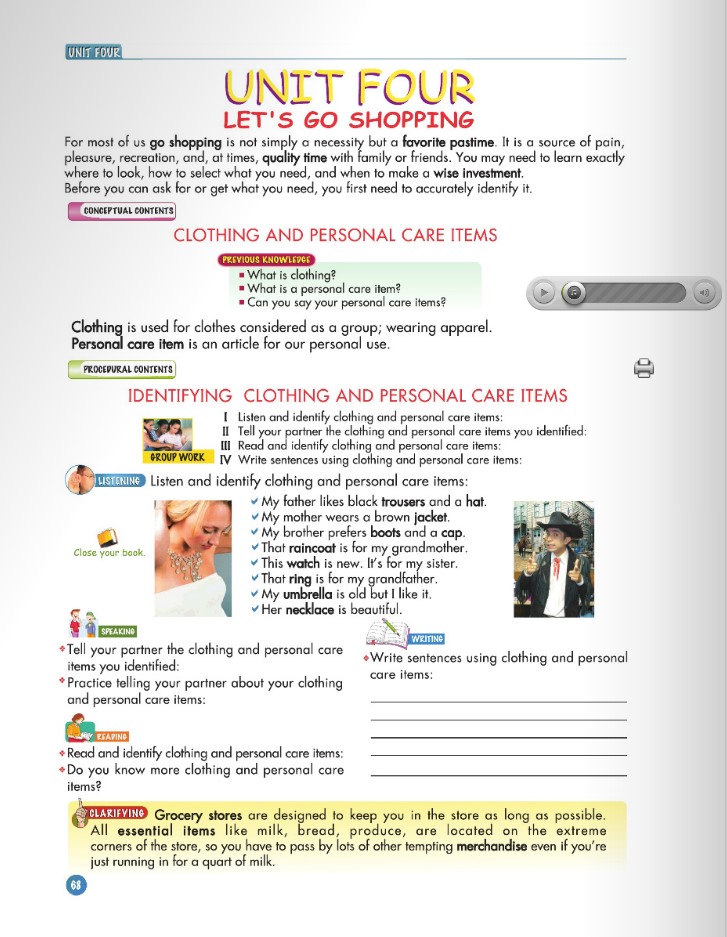 UNIT FOUR
UNIT FOUR
LET'S GO SHOPPING
For most of us go shopping is not simply a necessity but a favorite pastime. It is a source of pain,
pleasure, recreation, and, at times, quality time with family or friends. You may need to learn exactly
where to look, how to select what you need, and when to make a wise investment.
Before you can ask for or get what you need, you first need to accurately identify it.
CONCEPTUAL CONTENTS
CLOTHING AND PERSONAL CARE ITEMS
PREVIOUS KNOWLEDGE
What is clothing?
What is a personal care item?
Can you say your personal care items?
Clothing is used for clothes considered as a group; wearing apparel.
Personal care item is an article for our personal use.
PROCEDURAL CONTENTS
IDENTIFYING CLOTHING AND PERSONAL CARE ITEMS
I Listen and identify clothing and personal care items:
II Tell your partner the clothing and personal care items you identified:
III Read and identify clothing and personal care items:
IV Write sentences using clothing and personal care items:
GROUP WORK
LISTENING Listen and identify clothing and personal care items:
My father likes black trousers and a hat.
My mother wears a brown jacket.
My brother prefers boots and a cap.
That raincoat is for my grandmother.
This watch is new. It's for my sister.
That ring is for my grandfather.
My umbrella is old but I like it.
Her necklace is beautiful.
Close your book.
SPEAKING
Tell your partner the clothing and personal care
items you identified:
Practice telling your partner about your clothing
and personal care items:
READING
Read and identify clothing and personal care items:
Do you know more clothing and personal care
items?
WRITING
Write sentences using clothing and personal
care items:
CLARIFYING Grocery stores are designed to keep you in the store as long as possible.
All essential items like milk, bread, produce, are located on the extreme
corners of the store, so you have to pass by lots of other tempting merchandise even if you're
just running in for a quart of milk.
68